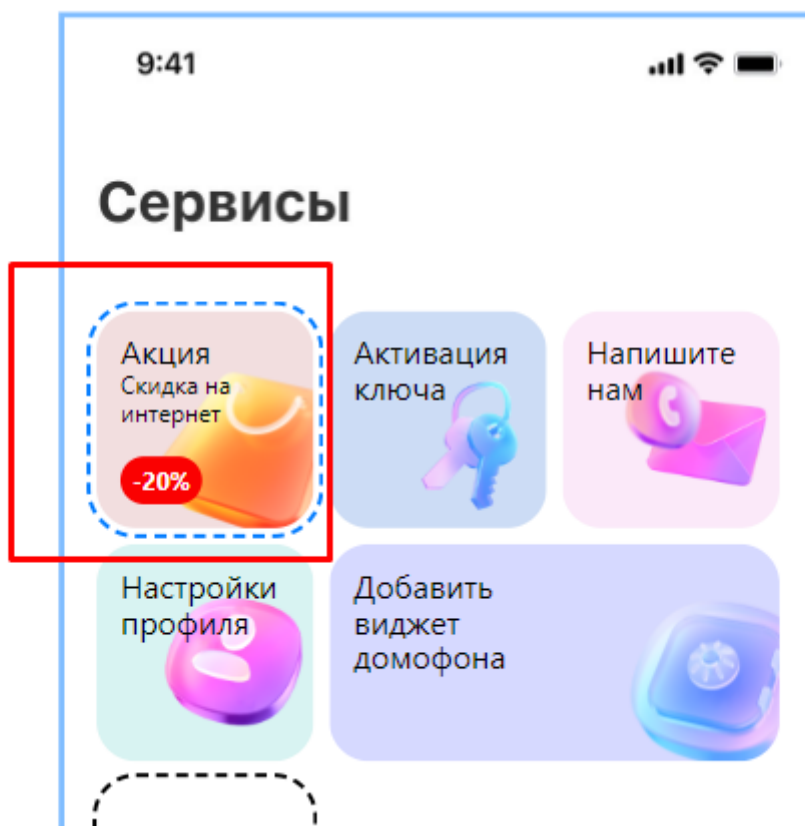 9:41
Сервисы
Акция
Скидка на
интернет
-20%
Активация
ключа
Напишите
нам
Настройки
профиля
Добавить
виджет
домофона